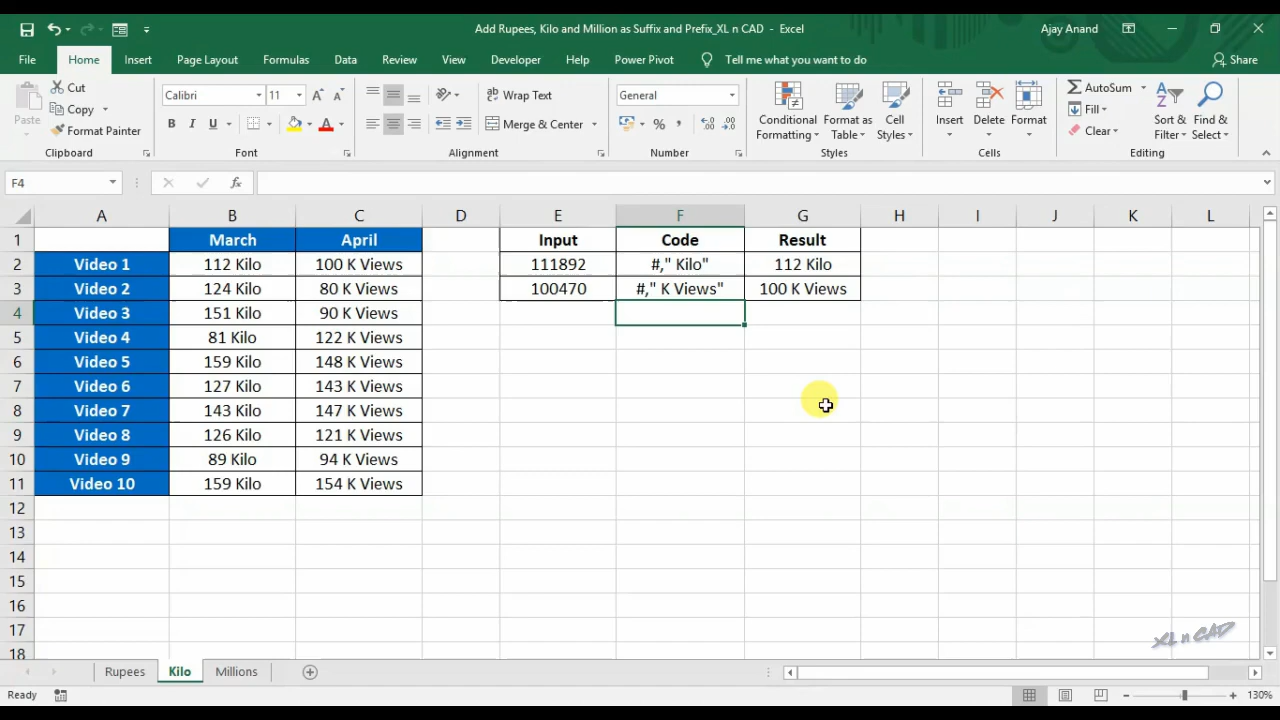 Add Rupees, Kilo and Million as Suffix and Prefix_XL n CAD - Excel
Ajay Anand
File Home Insert Page Layout Formulas Data Review View Developer Help Power Pivot Tell me what you want to do Share
Paste
Cut
Copy
Format Painter
Clipboard
Calibri 11
B I U
Font
Wrap Text
Merge & Center
Alignment
General
Number
Conditional Formatting
Format as Table
Cell Styles
Styles
Insert Delete Format
Cells
AutoSum
Fill
Clear
Sort & Filter
Find & Select
Editing
F4 fx
A B C D E F G H I J K L
1 March April Input Code Result
2 Video 1 112 Kilo 100 K Views 111892 #," Kilo" 112 Kilo
3 Video 2 124 Kilo 80 K Views 100470 #," K Views" 100 K Views
4 Video 3 151 Kilo 90 K Views
5 Video 4 81 Kilo 122 K Views
6 Video 5 159 Kilo 148 K Views
7 Video 6 127 Kilo 143 K Views
8 Video 7 143 Kilo 147 K Views
9 Video 8 126 Kilo 121 K Views
10 Video 9 89 Kilo 94 K Views
11 Video 10 159 Kilo 154 K Views
12
13
14
15
16
17
18
XL n CAD
Rupees Kilo Millions
Ready 130%